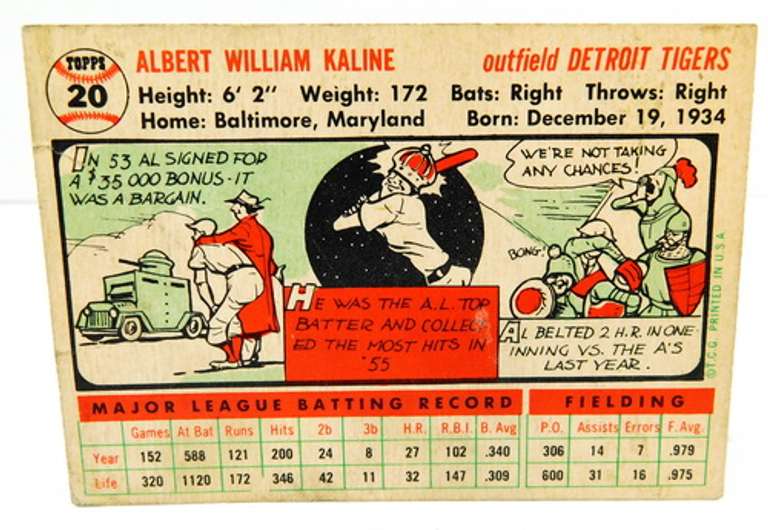 TOPPS
20
ALBERT WILLIAM KALINE outfield DETROIT TIGERS
Height: 6' 2" Weight: 172 Bats: Right Throws: Right
Home: Baltimore, Maryland Born: December 19, 1934
IN 53 AL SIGNED FOR
A $35 000 BONUS - IT
WAS A BARGAIN.
HE WAS THE A.L. TOP
BATTER AND COLLECT-
ED THE MOST HITS IN
'55
WE'RE NOT TAKING
ANY CHANCES!
BONG!
AL BELTED 2 H.R. IN ONE-
INNING VS. THE A'S
LAST YEAR.
©T.C.G. PRINTED IN U.S.A.
MAJOR LEAGUE BATTING RECORD FIELDING
Games At Bat Runs Hits 2b 3b H.R. R.B.I. B. Avg P.O. Assists Errors F. Avg.
Year 152 588 121 200 24 8 27 102 .340 306 14 7 .979
Life 320 1120 172 346 42 11 32 147 .309 600 31 16 .975